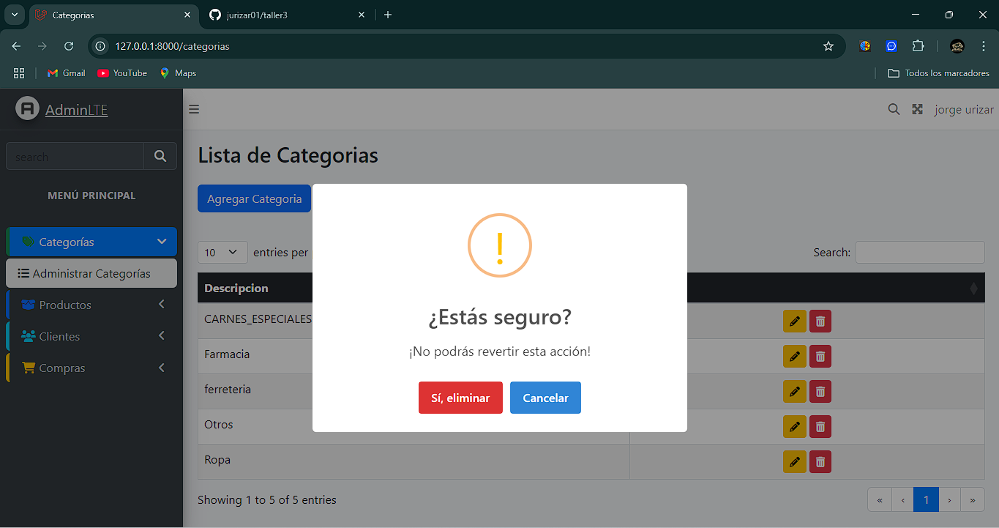 Categorias
jurizar01/taller3
127.0.0.1:8000/categorias
Gmail
YouTube
Maps
Todos los marcadores
AdminLTE
jorge urizar
search
Lista de Categorias
MENÚ PRINCIPAL
Agregar Categoria
Categorías
Administrar Categorías
Productos
Clientes
Compras
10 entries per
Search:
Descripcion
CARNES_ESPECIALES
Farmacia
ferreteria
Otros
Ropa
!
¿Estás seguro?
¡No podrás revertir esta acción!
Sí, eliminar
Cancelar
Showing 1 to 5 of 5 entries
« ‹ 1 › »